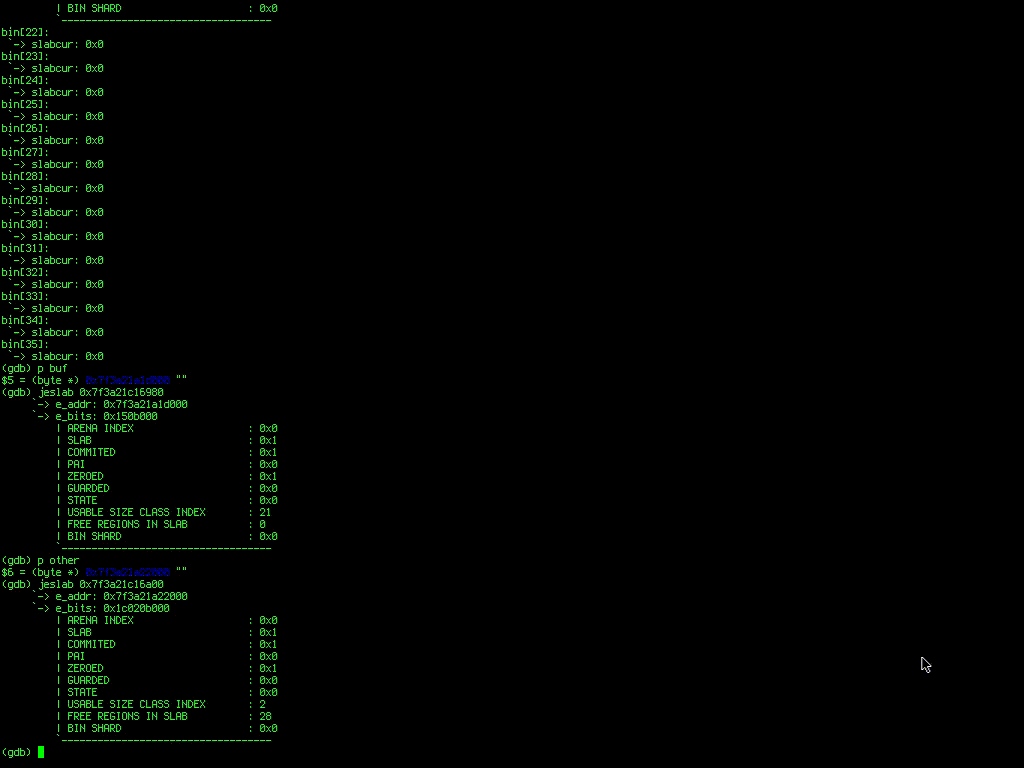 | BIN SHARD : 0x0
`-----------------------------------
bin[22]:
`-> slabcur: 0x0
bin[23]:
`-> slabcur: 0x0
bin[24]:
`-> slabcur: 0x0
bin[25]:
`-> slabcur: 0x0
bin[26]:
`-> slabcur: 0x0
bin[27]:
`-> slabcur: 0x0
bin[28]:
`-> slabcur: 0x0
bin[29]:
`-> slabcur: 0x0
bin[30]:
`-> slabcur: 0x0
bin[31]:
`-> slabcur: 0x0
bin[32]:
`-> slabcur: 0x0
bin[33]:
`-> slabcur: 0x0
bin[34]:
`-> slabcur: 0x0
bin[35]:
`-> slabcur: 0x0
(gdb) p buf
$5 = (byte *) 0x7f3a21a1d000 ""
(gdb) jeslab 0x7f3a21c16980
`-> e_addr: 0x7f3a21a1d000
`-> e_bits: 0x150b000
| ARENA INDEX : 0x0
| SLAB : 0x1
| COMMITED : 0x1
| PAI : 0x0
| ZEROED : 0x1
| GUARDED : 0x0
| STATE : 0x0
| USABLE SIZE CLASS INDEX : 21
| FREE REGIONS IN SLAB : 0
| BIN SHARD : 0x0
`-----------------------------------
(gdb) p other
$6 = (byte *) 0x7f3a21a22000 ""
(gdb) jeslab 0x7f3a21c16a00
`-> e_addr: 0x7f3a21a22000
`-> e_bits: 0x1c020b000
| ARENA INDEX : 0x0
| SLAB : 0x1
| COMMITED : 0x1
| PAI : 0x0
| ZEROED : 0x1
| GUARDED : 0x0
| STATE : 0x0
| USABLE SIZE CLASS INDEX : 2
| FREE REGIONS IN SLAB : 28
| BIN SHARD : 0x0
`-----------------------------------
(gdb)